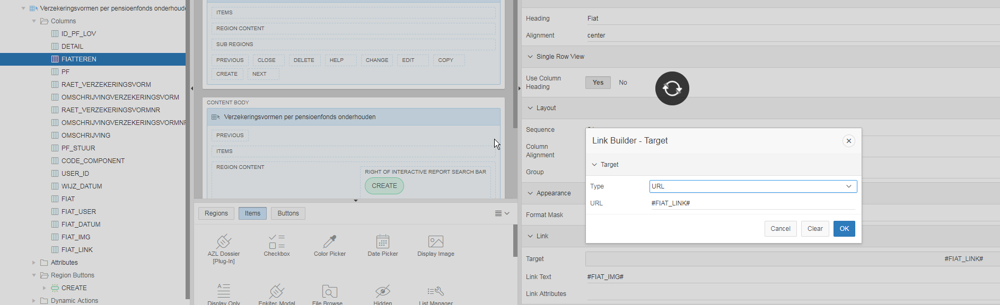 Verzekeringsvormen per pensioenfonds onderhoude
Columns
ID_PF_LOV
DETAIL
FIATTEREN
PF
RAET_VERZEKERINGSVORM
OMSCHRIJVINGVERZEKERINGSVORM
RAET_VERZEKERINGSVORMNR
OMSCHRIJVINGVERZEKERINGSVORMNR
OMSCHRIJVING
PF_STUUR
CODE_COMPONENT
USER_ID
WIJZ_DATUM
FIAT
FIAT_USER
FIAT_DATUM
FIAT_IMG
FIAT_LINK
Attributes
Region Buttons
CREATE
Dynamic Actions
ITEMS
REGION CONTENT
SUB REGIONS
PREVIOUS CLOSE DELETE HELP CHANGE EDIT COPY
CREATE NEXT
CONTENT BODY
Verzekeringsvormen per pensioenfonds onderhouden
PREVIOUS
ITEMS
REGION CONTENT
RIGHT OF INTERACTIVE REPORT SEARCH BAR
CREATE
Regions Items Buttons
AZL Dossier [Plug-In]
Checkbox
Color Picker
Date Picker
Display Image
Display Only
Enkitec Modal
File Browse
Hidden
List Manager
Heading Fiat
Alignment center
Single Row View
Use Column Heading Yes No
Layout
Sequence
Column Alignment
Group
Appearance
Format Mask
Link
Target #FIAT_LINK#
Link Text #FIAT_IMG#
Link Attributes
Link Builder - Target
Target
Type URL
URL #FIAT_LINK#
Cancel Clear OK